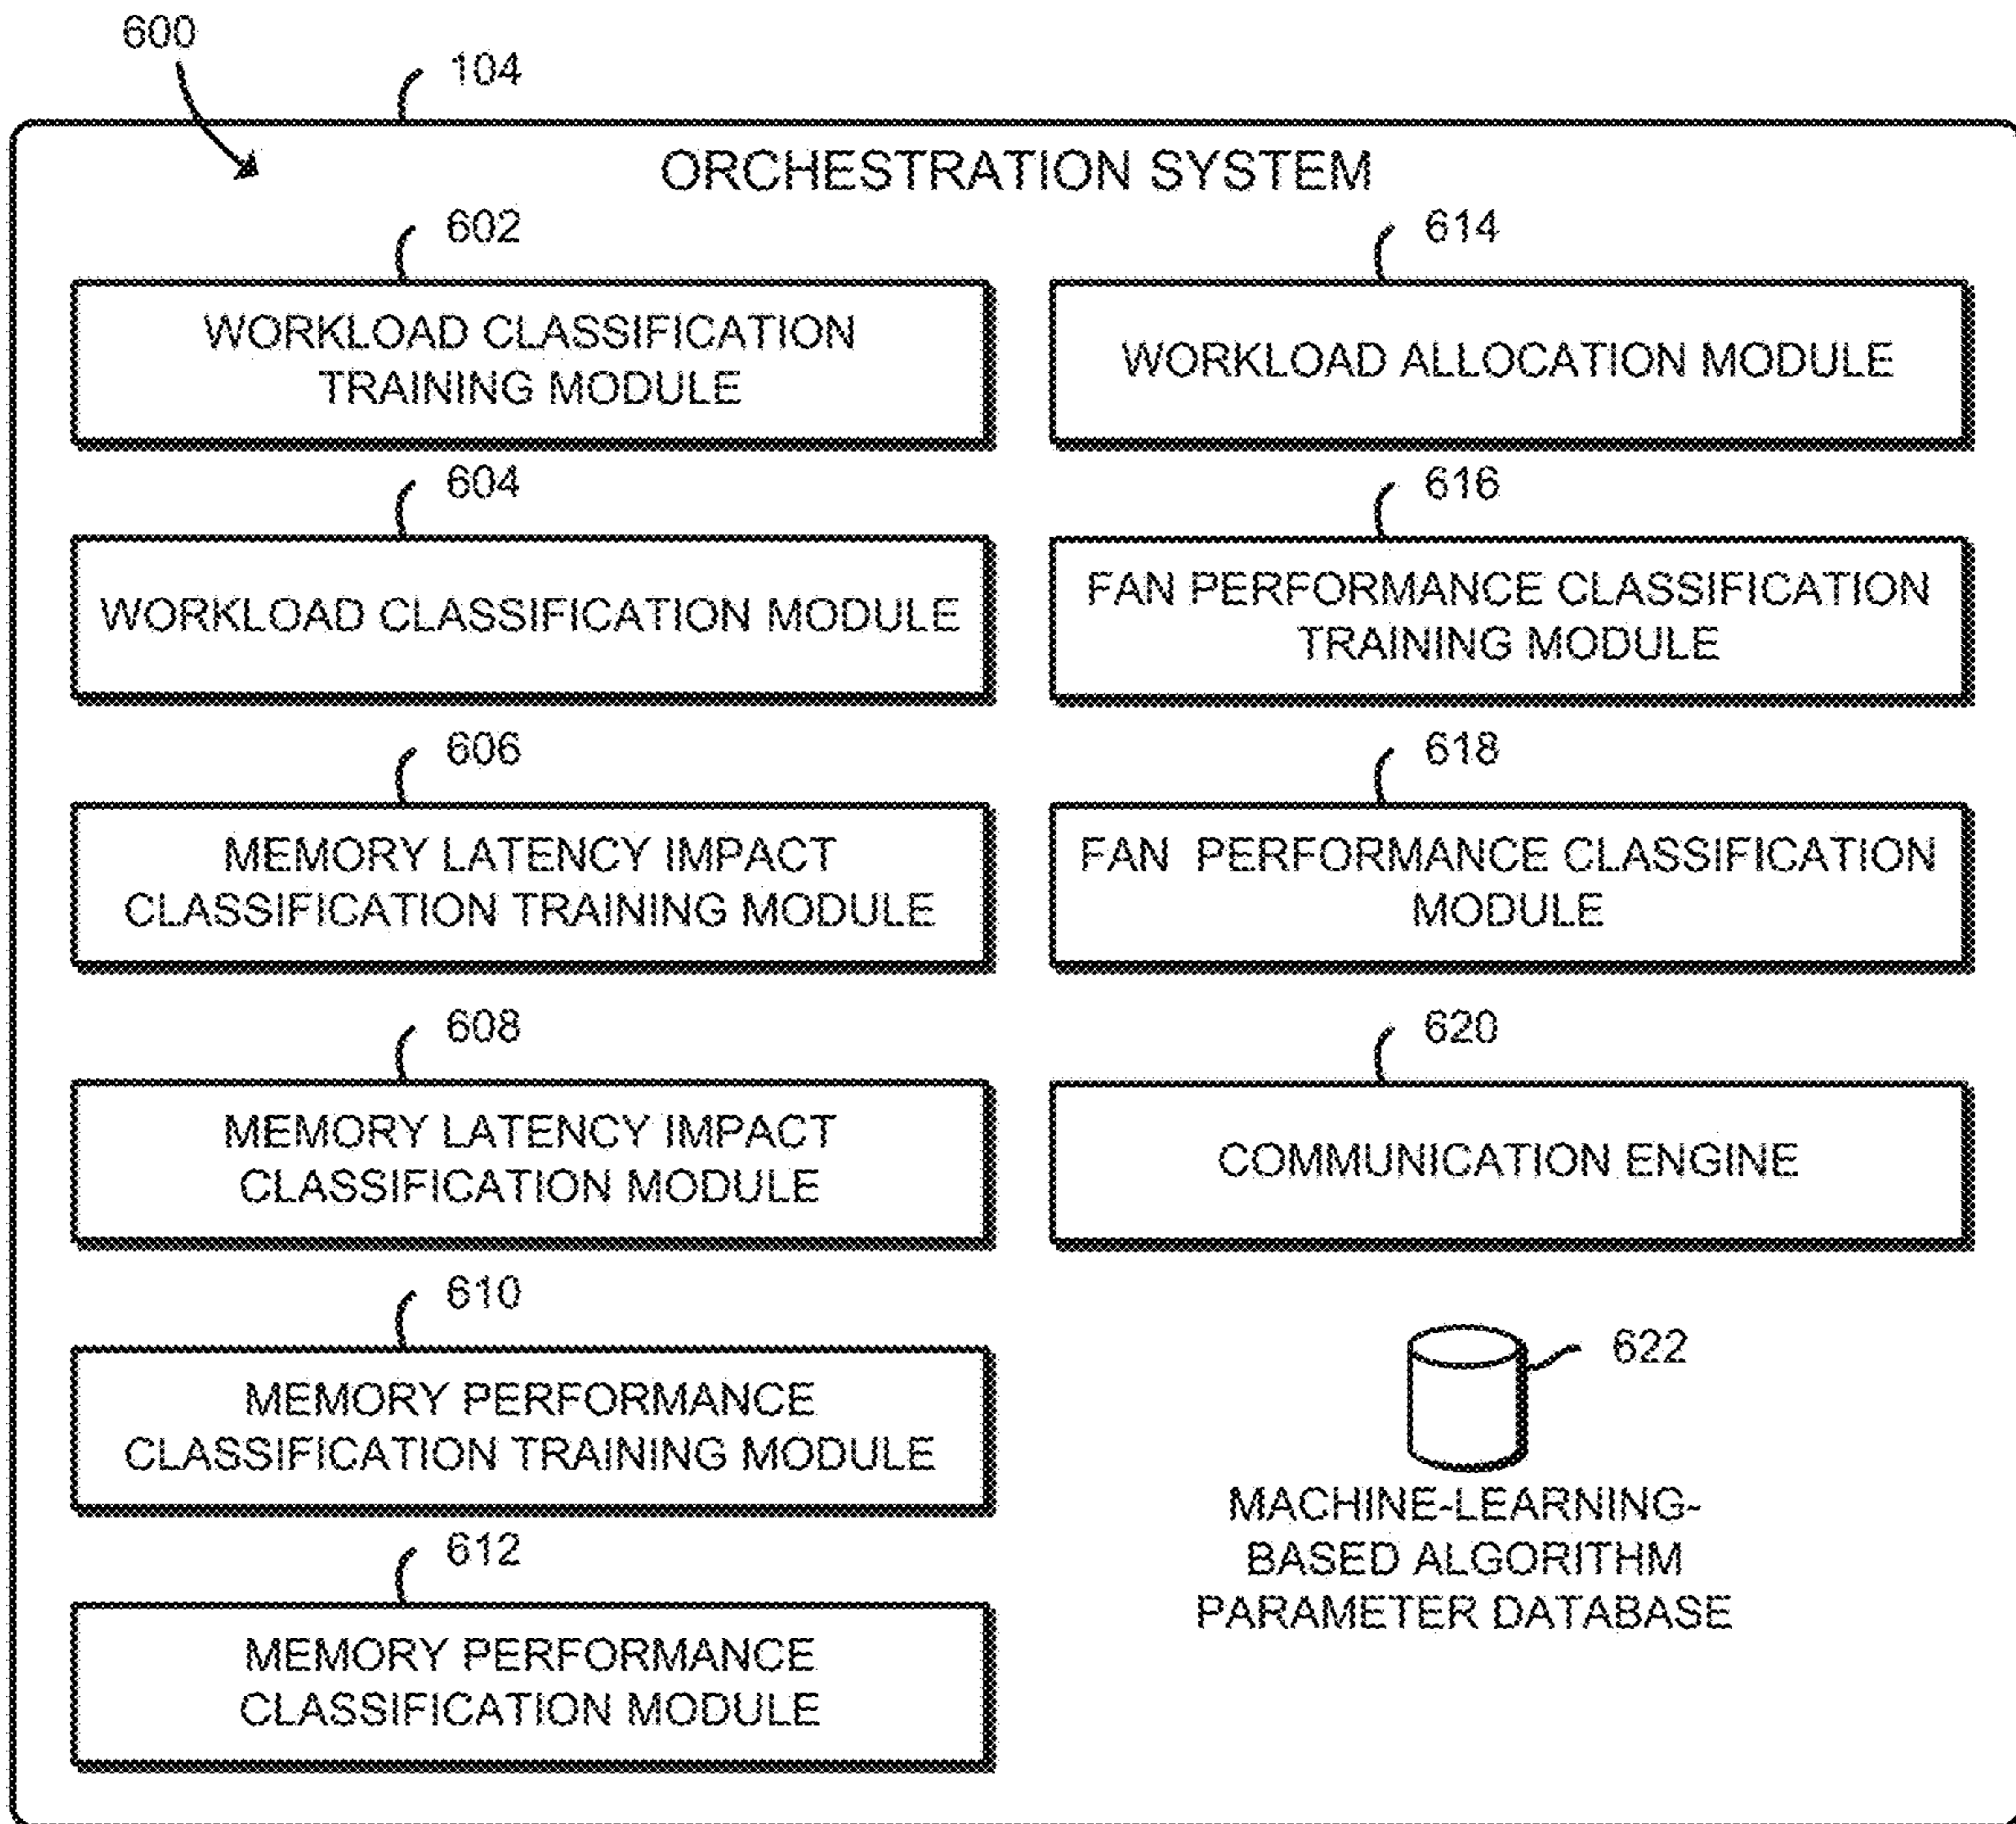 600
104
ORCHESTRATION SYSTEM
602
WORKLOAD CLASSIFICATION
TRAINING MODULE
604
WORKLOAD CLASSIFICATION MODULE
606
MEMORY LATENCY IMPACT
CLASSIFICATION TRAINING MODULE
608
MEMORY LATENCY IMPACT
CLASSIFICATION MODULE
610
MEMORY PERFORMANCE
CLASSIFICATION TRAINING MODULE
612
MEMORY PERFORMANCE
CLASSIFICATION MODULE
614
WORKLOAD ALLOCATION MODULE
616
FAN PERFORMANCE CLASSIFICATION
TRAINING MODULE
618
FAN PERFORMANCE CLASSIFICATION
MODULE
620
COMMUNICATION ENGINE
622
MACHINE-LEARNING-
BASED ALGORITHM
PARAMETER DATABASE